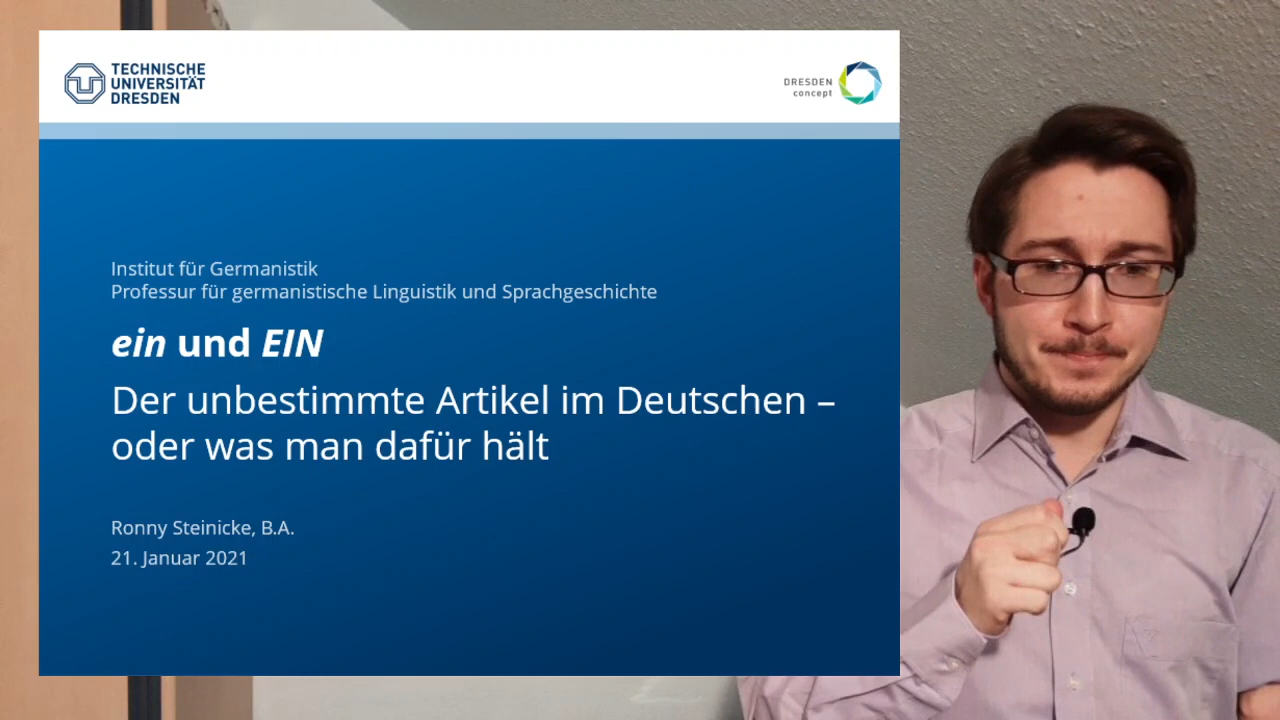 TECHNISCHE
UNIVERSITÄT
DRESDEN
DRESDEN
concept
Institut für Germanistik
Professur für germanistische Linguistik und Sprachgeschichte
ein und EIN
Der unbestimmte Artikel im Deutschen –
oder was man dafür hält
Ronny Steinicke, B.A.
21. Januar 2021